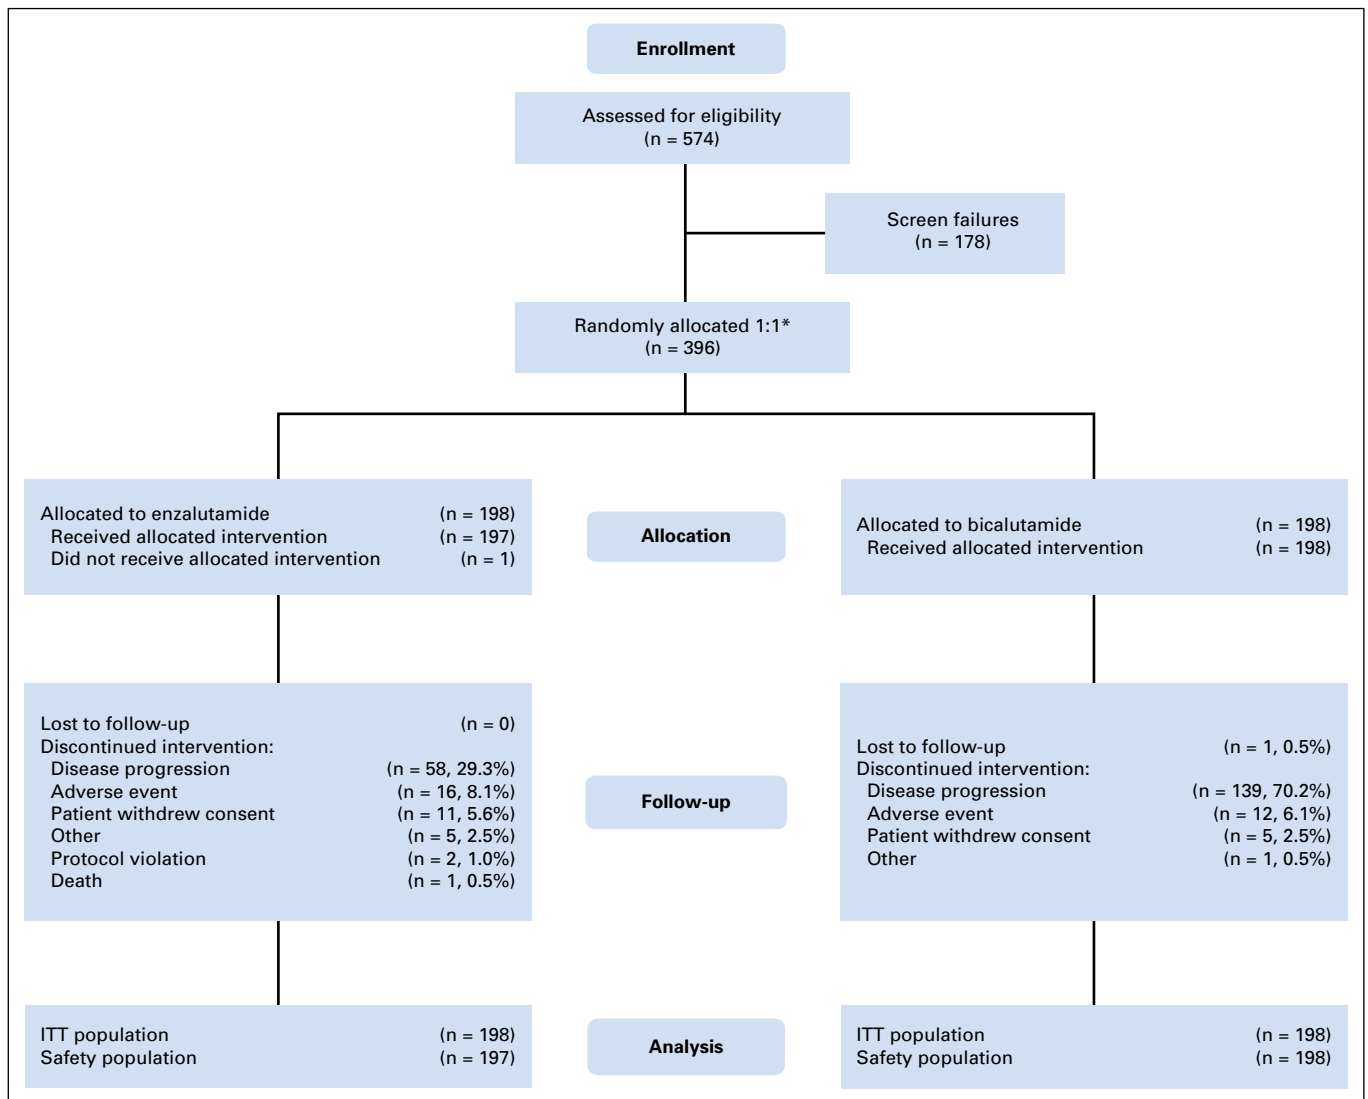 Enrollment
Assessed for eligibility
(n = 574)
Screen failures
(n = 178)
Randomly allocated 1:1*
(n = 396)
Allocated to enzalutamide (n = 198)
Received allocated intervention (n = 197)
Did not receive allocated intervention (n = 1)
Allocation
Allocated to bicalutamide (n = 198)
Received allocated intervention (n = 198)
Lost to follow-up (n = 0)
Discontinued intervention:
Disease progression (n = 58, 29.3%)
Adverse event (n = 16, 8.1%)
Patient withdrew consent (n = 11, 5.6%)
Other (n = 5, 2.5%)
Protocol violation (n = 2, 1.0%)
Death (n = 1, 0.5%)
Follow-up
Lost to follow-up (n = 1, 0.5%)
Discontinued intervention:
Disease progression (n = 139, 70.2%)
Adverse event (n = 12, 6.1%)
Patient withdrew consent (n = 5, 2.5%)
Other (n = 1, 0.5%)
ITT population (n = 198)
Safety population (n = 197)
Analysis
ITT population (n = 198)
Safety population (n = 198)